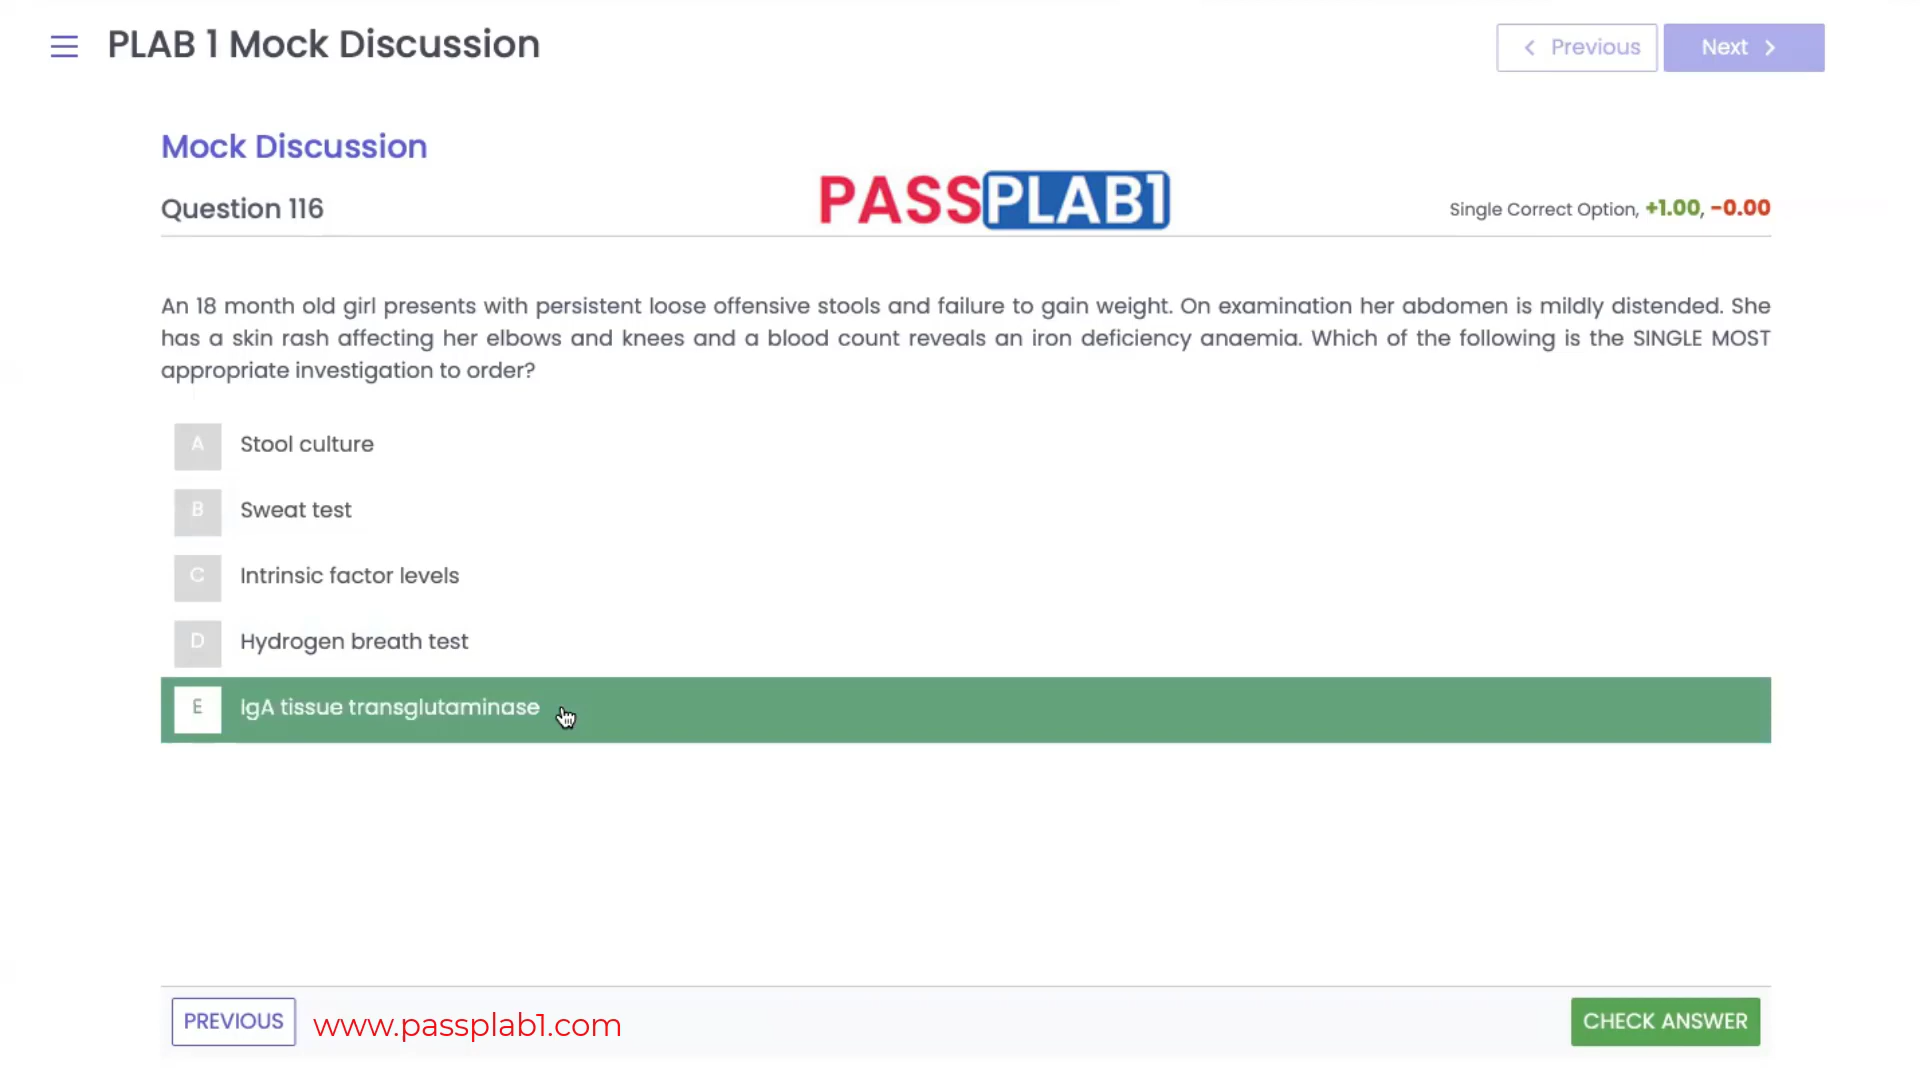 PLAB 1 Mock Discussion
Previous
Next
Mock Discussion
PASSPLAB1
Question 116
Single Correct Option, +1.00, -0.00
An 18 month old girl presents with persistent loose offensive stools and failure to gain weight. On examination her abdomen is mildly distended. She
has a skin rash affecting her elbows and knees and a blood count reveals an iron deficiency anaemia. Which of the following is the SINGLE MOST
appropriate investigation to order?
A Stool culture
B Sweat test
C Intrinsic factor levels
D Hydrogen breath test
E IgA tissue transglutaminase
PREVIOUS
www.passplab1.com
CHECK ANSWER